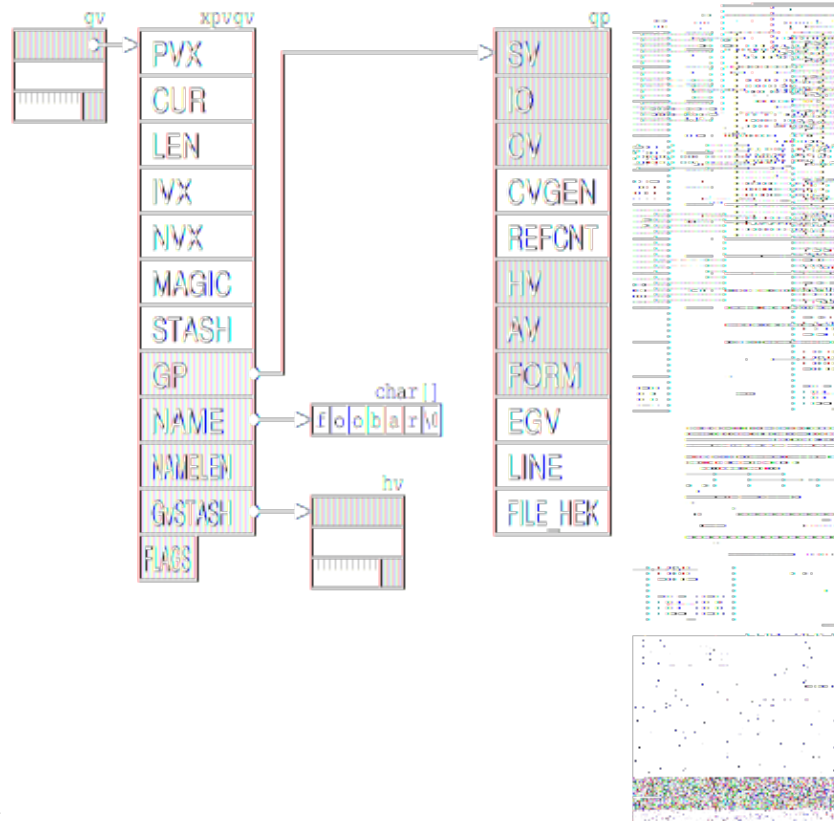 gv
xpvgv
gp
PVX
CUR
LEN
IVX
NVX
MAGIC
STASH
GP
NAME
NAMELEN
GvSTASH
FLAGS
char[]
foobar\0
hv
SV
IO
CV
CVGEN
REFCNT
HV
AV
FORM
EGV
LINE
FILE_HEK